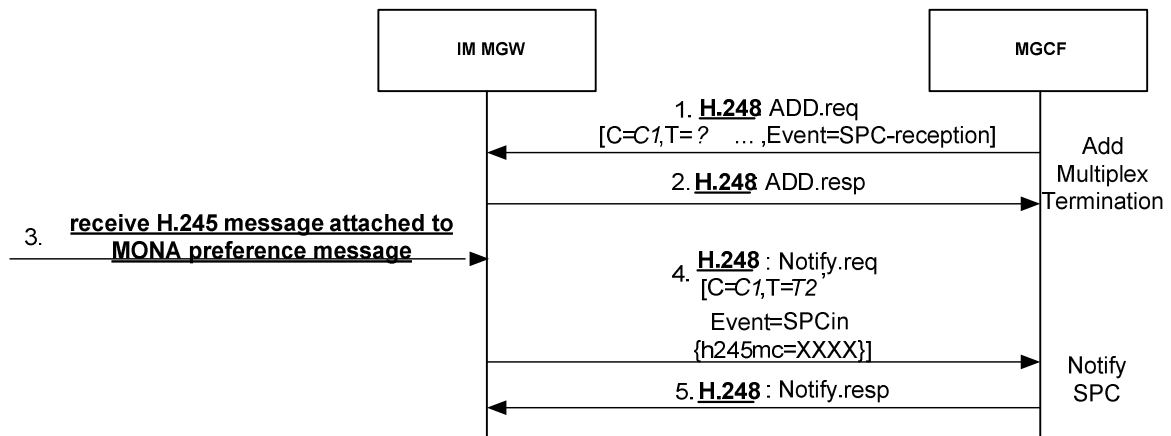 IM MGW
MGCF
1. H.248 ADD.req
[C=C1,T=? ... ,Event=SPC-reception]
Add
Multiplex
Termination
2. H.248: ADD.resp
3. receive H.245 message attached to
MONA preference message
4. H.248 : Notify.req
[C=C1,T=T2 ,
Event=SPCin
{h245mc=XXXX}]
Notify
SPC
5. H.248 : Notify.resp